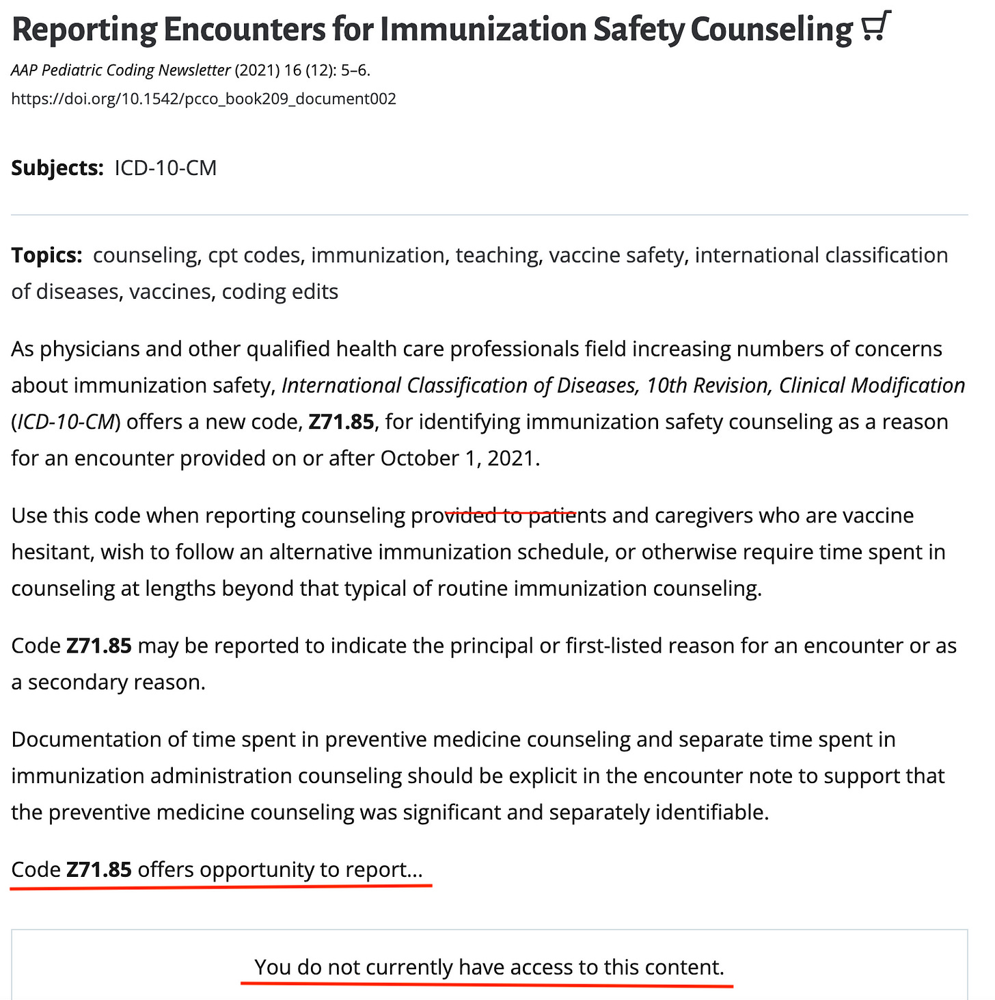 Reporting Encounters for Immunization Safety Counseling
AAP Pediatric Coding Newsletter (2021) 16 (12): 5–6.
https://doi.org/10.1542/pcco_book209_document002
Subjects: ICD-10-CM
Topics: counseling, cpt codes, immunization, teaching, vaccine safety, international classification
of diseases, vaccines, coding edits
As physicians and other qualified health care professionals field increasing numbers of concerns
about immunization safety, International Classification of Diseases, 10th Revision, Clinical Modification
(ICD-10-CM) offers a new code, Z71.85, for identifying immunization safety counseling as a reason
for an encounter provided on or after October 1, 2021.
Use this code when reporting counseling provided to patients and caregivers who are vaccine
hesitant, wish to follow an alternative immunization schedule, or otherwise require time spent in
counseling at lengths beyond that typical of routine immunization counseling.
Code Z71.85 may be reported to indicate the principal or first-listed reason for an encounter or as
a secondary reason.
Documentation of time spent in preventive medicine counseling and separate time spent in
immunization administration counseling should be explicit in the encounter note to support that
the preventive medicine counseling was significant and separately identifiable.
Code Z71.85 offers opportunity to report...
You do not currently have access to this content.